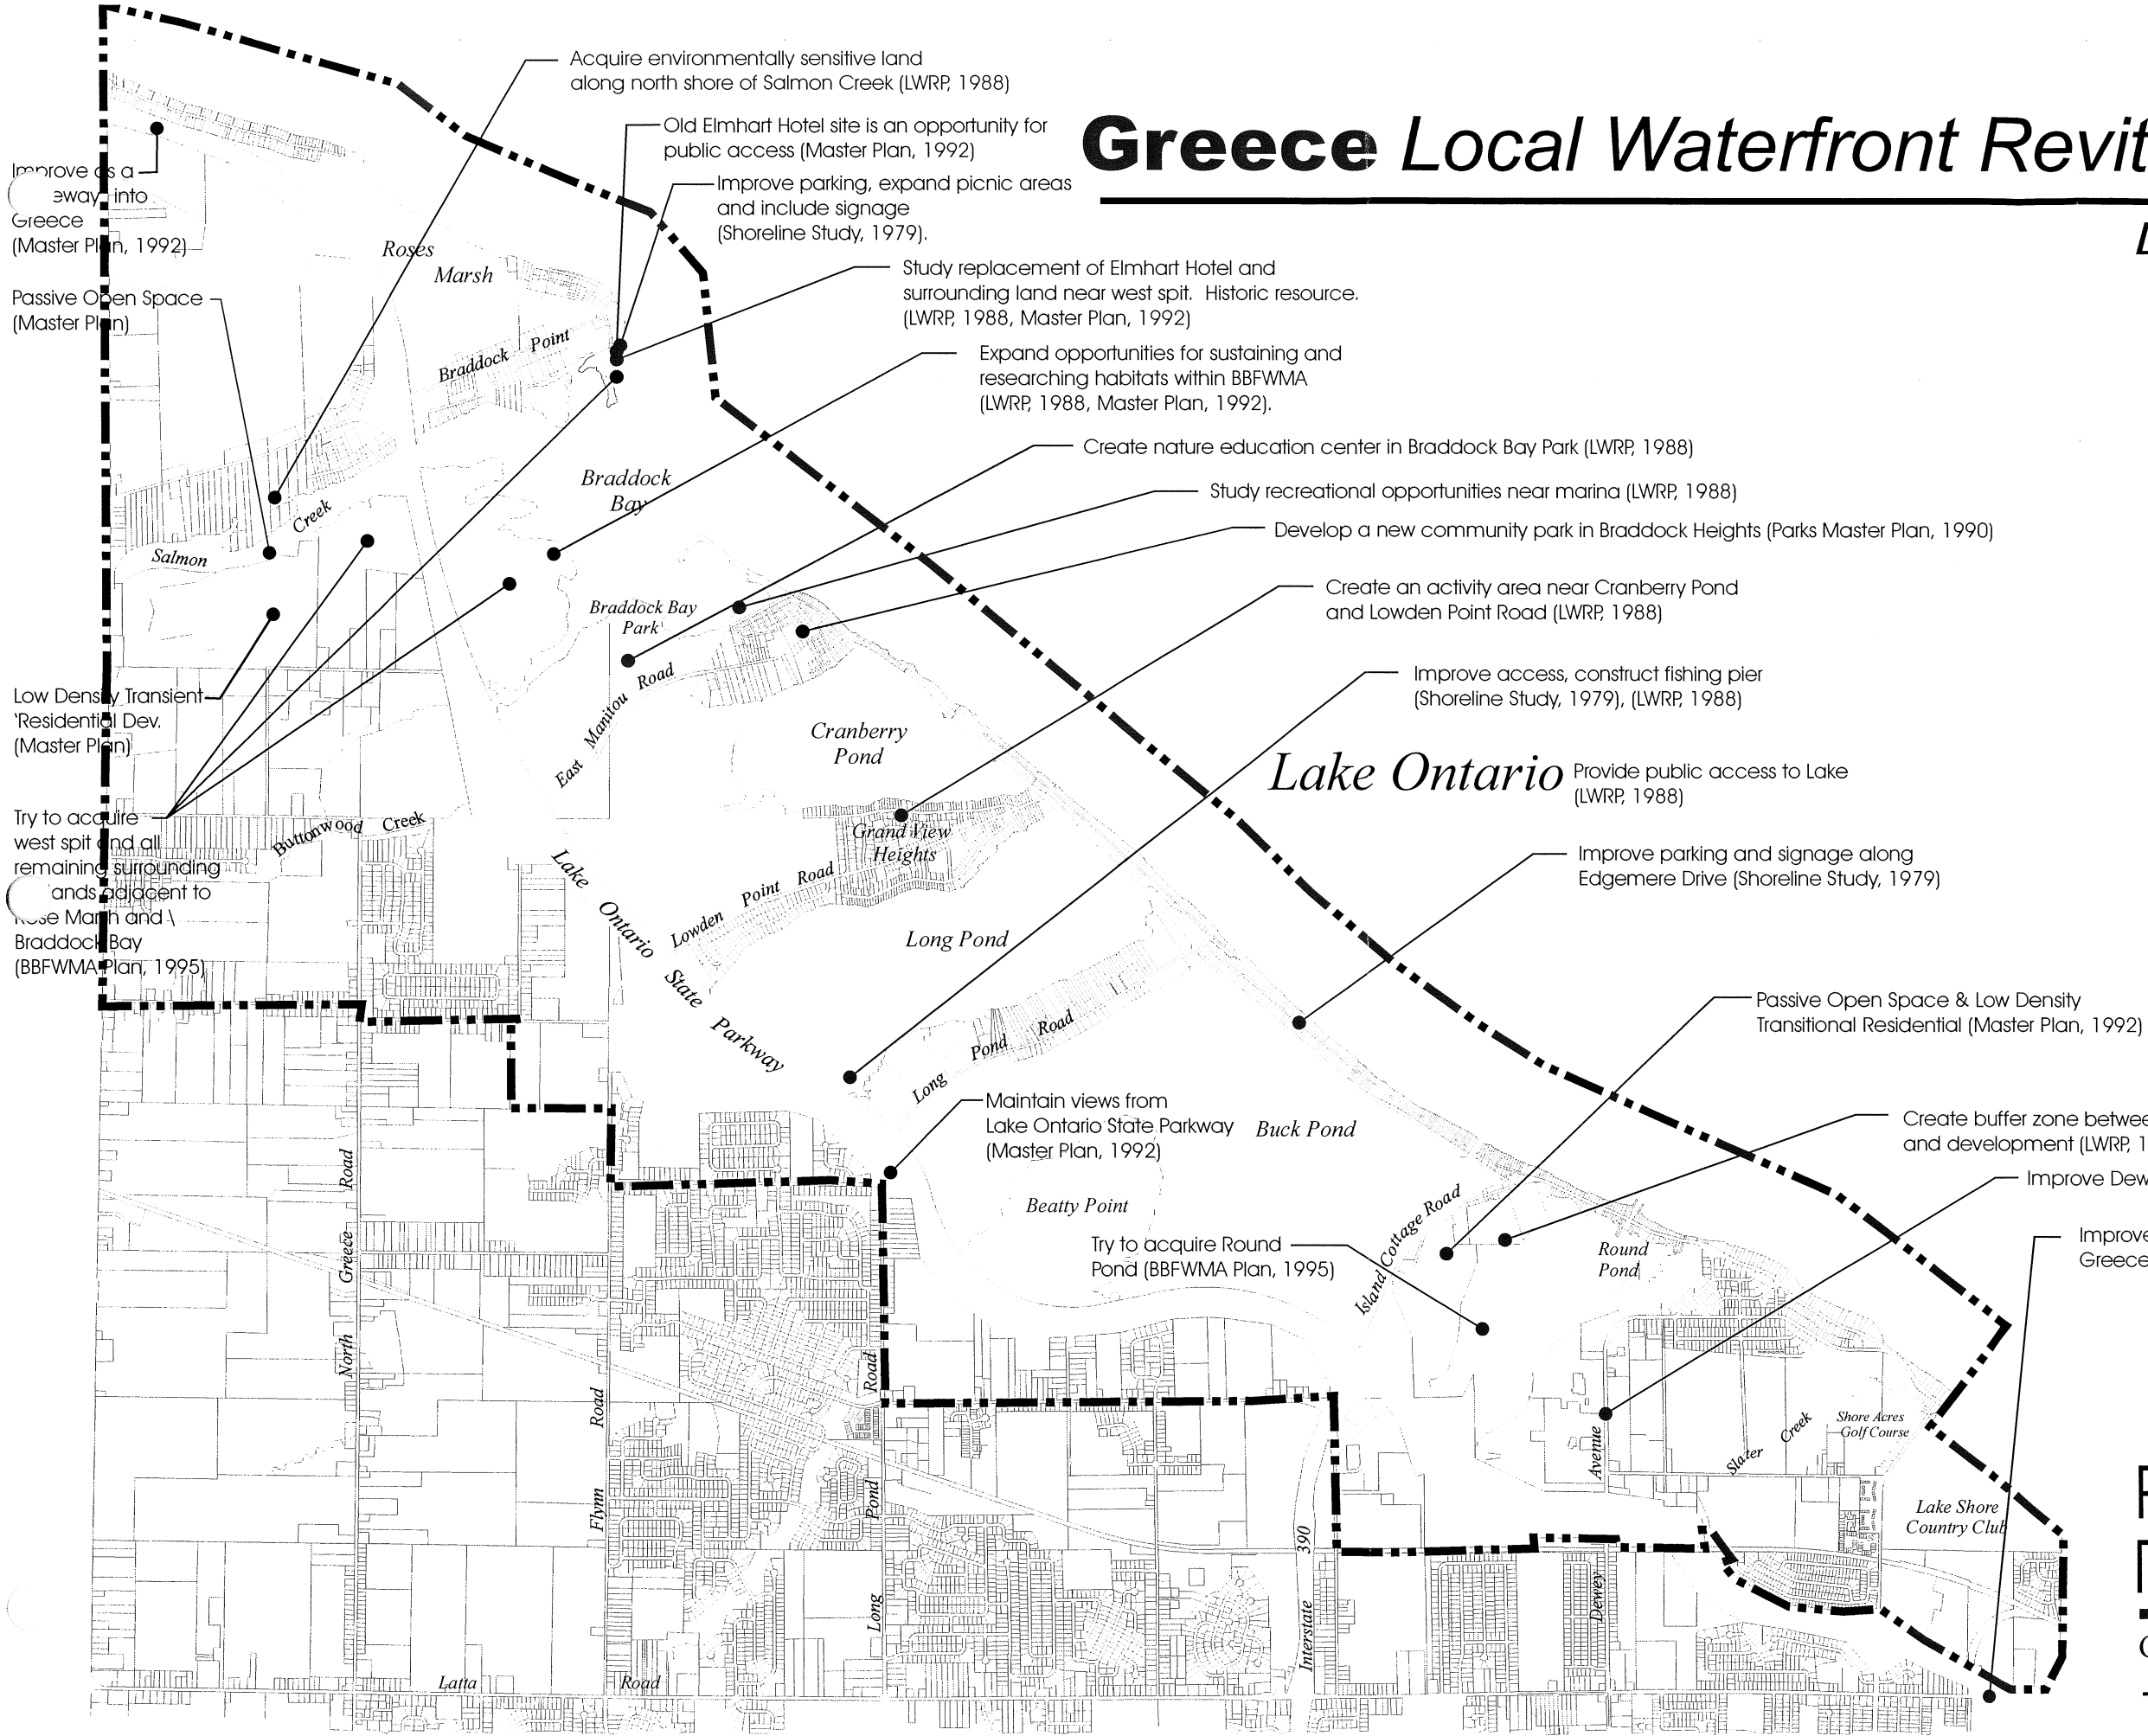 Acquire environmentally sensitive land
along north shore of Salmon Creek (LWRP, 1988)
Old Elmhart Hotel site is an opportunity for
public access (Master Plan, 1992)
Greece Local Waterfront Revit
Improve parking, expand picnic areas
and include signage
(Shoreline Study, 1979).
Improve as a
eway into
Greece
(Master Plan, 1992)
Roses
Marsh
Study replacement of Elmhart Hotel and
surrounding land near west spit. Historic resource.
(LWRP, 1988, Master Plan, 1992)
Passive Open Space
(Master Plan)
Braddock Point
Expand opportunities for sustaining and
researching habitats within BBFWMA
(LWRP, 1988, Master Plan, 1992).
Create nature education center in Braddock Bay Park (LWRP, 1988)
Braddock
Bay
Study recreational opportunities near marina (LWRP, 1988)
Salmon Creek
Develop a new community park in Braddock Heights (Parks Master Plan, 1990)
Braddock Bay
Park
Create an activity area near Cranberry Pond
and Lowden Point Road (LWRP, 1988)
East Manitou Road
Low Density Transient
'Residential Dev.
(Master Plan)
Improve access, construct fishing pier
(Shoreline Study, 1979), (LWRP, 1988)
Cranberry
Pond
Lake Ontario
Provide public access to Lake
(LWRP, 1988)
Try to acquire
west spit and all
remaining surrounding
ands adjacent to
Rose Marsh and \
Braddock Bay
(BBFWMA Plan, 1995)
Buttonwood Creek
Grand View
Heights
Lake Ontario State Parkway
Lowden Point Road
Improve parking and signage along
Edgemere Drive (Shoreline Study, 1979)
Long Pond
Long Pond Road
Passive Open Space & Low Density
Transitional Residential (Master Plan, 1992)
Maintain views from
Lake Ontario State Parkway
(Master Plan, 1992)
Buck Pond
Create buffer zone betwee
and development (LWRP, 1
Improve Dew
Beatty Point
Island Cottage Road
Try to acquire Round
Pond (BBFWMA Plan, 1995)
Round
Pond
Improve
Greece
North Greece Road
Flynn Road
Long Pond Road
Interstate 390
Dewey Avenue
Slater Creek
Shore Acres
Golf Course
Lake Shore
Country Club
Latta Road